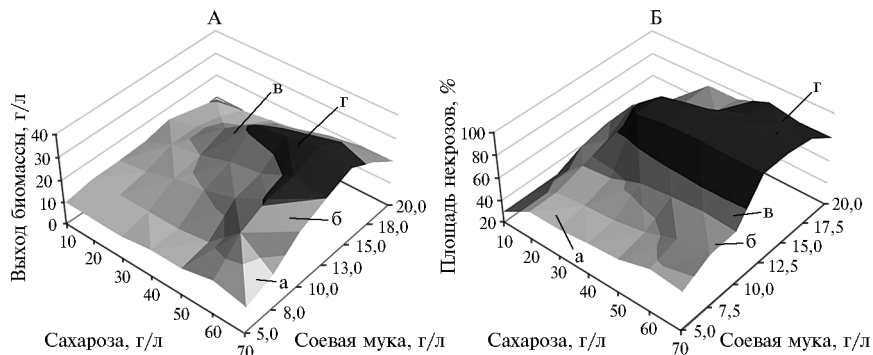 А
Б
Выход биомассы, г/л
40
30
20
10
0
10
20
30
40
50
60
70
5,0
8,0
10,0
13,0
15,0
18,0
20,0
Сахароза, г/л
Соевая мука, г/л
а
б
в
г
Площадь некрозов, %
100
80
60
40
20
10
20
30
40
50
60
70
5,0
7,5
10,0
12,5
15,0
17,5
20,0
Сахароза, г/л
Соевая мука, г/л
а
б
в
г